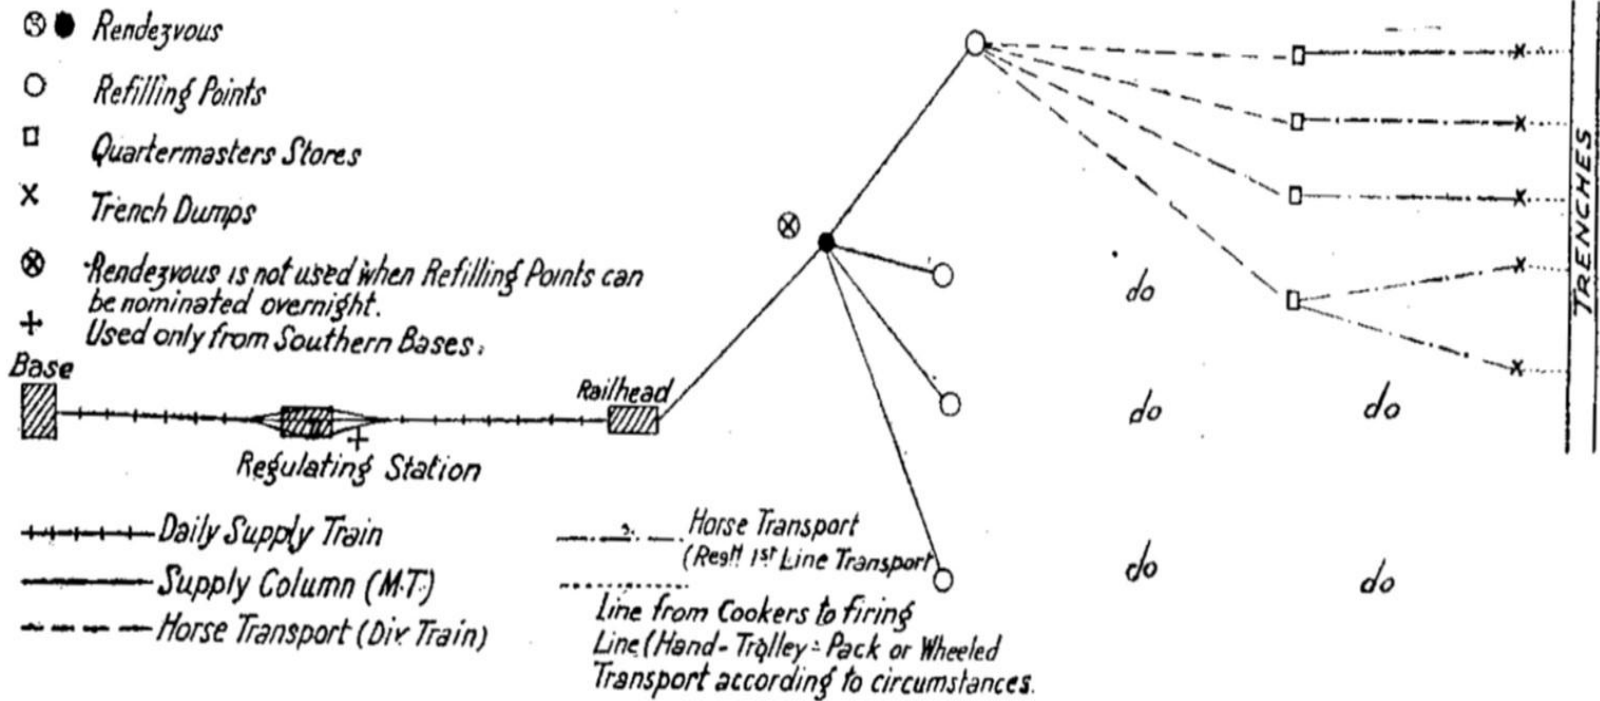 Rendezvous
Refilling Points
Quartermasters Stores
Trench Dumps
Rendezvous is not used when Refilling Points can
be nominated overnight.
Used only from Southern Bases.
Base
Regulating Station
Railhead
TRENCHES
do
do
do
do
do
Daily Supply Train
Supply Column (M.T.)
Horse Transport (Div. Train)
Horse Transport
(Regtl 1st Line Transport
Line from Cookers to firing
Line (Hand-Trolley-Pack or Wheeled
Transport according to circumstances.